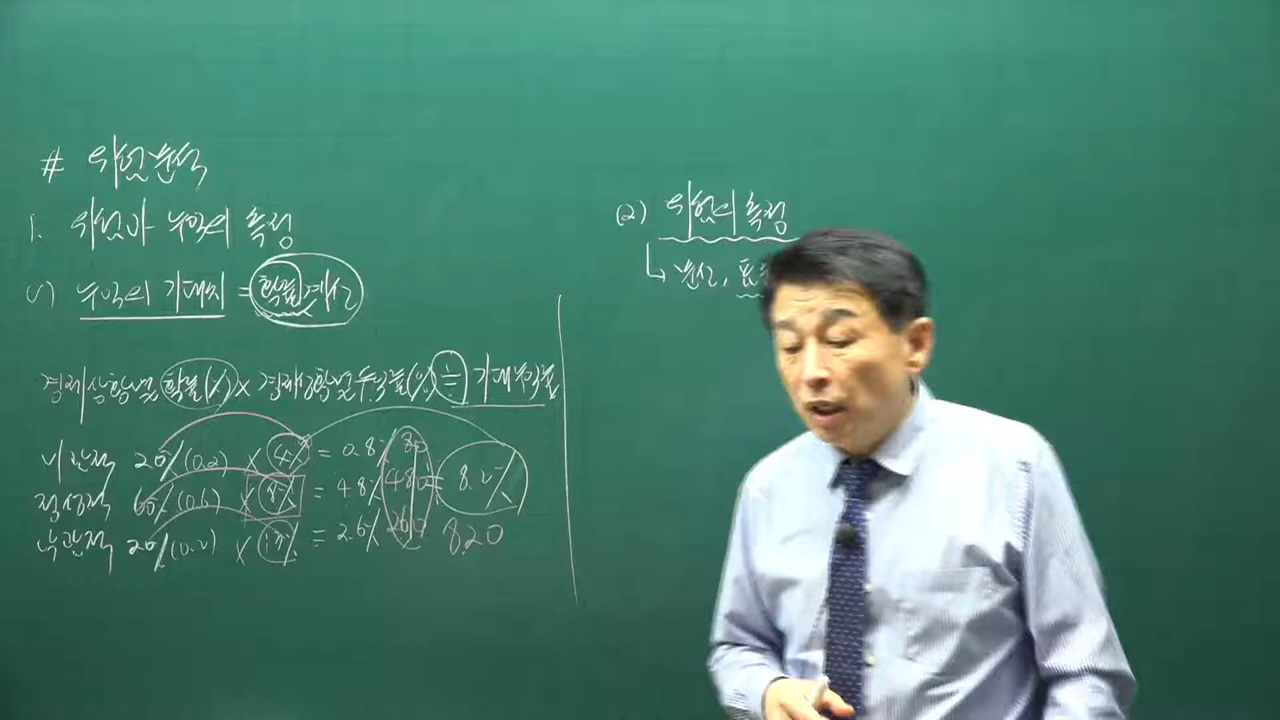 # 위험분석
1. 위험과 수익의 측정
(1) 수익의 기대치 = 확률계산
경제상황별 확률(%) × 경제상황별 수익률(%) = 기대수익률
비관적 20%(0.2) × 4% = 0.8% 80
정상적 60%(0.6) × 8% = 4.8% 480 = 8.2%
낙관적 20%(0.2) × 13% = 2.6% 260 820
(2) 위험의 측정
↳ 분산,